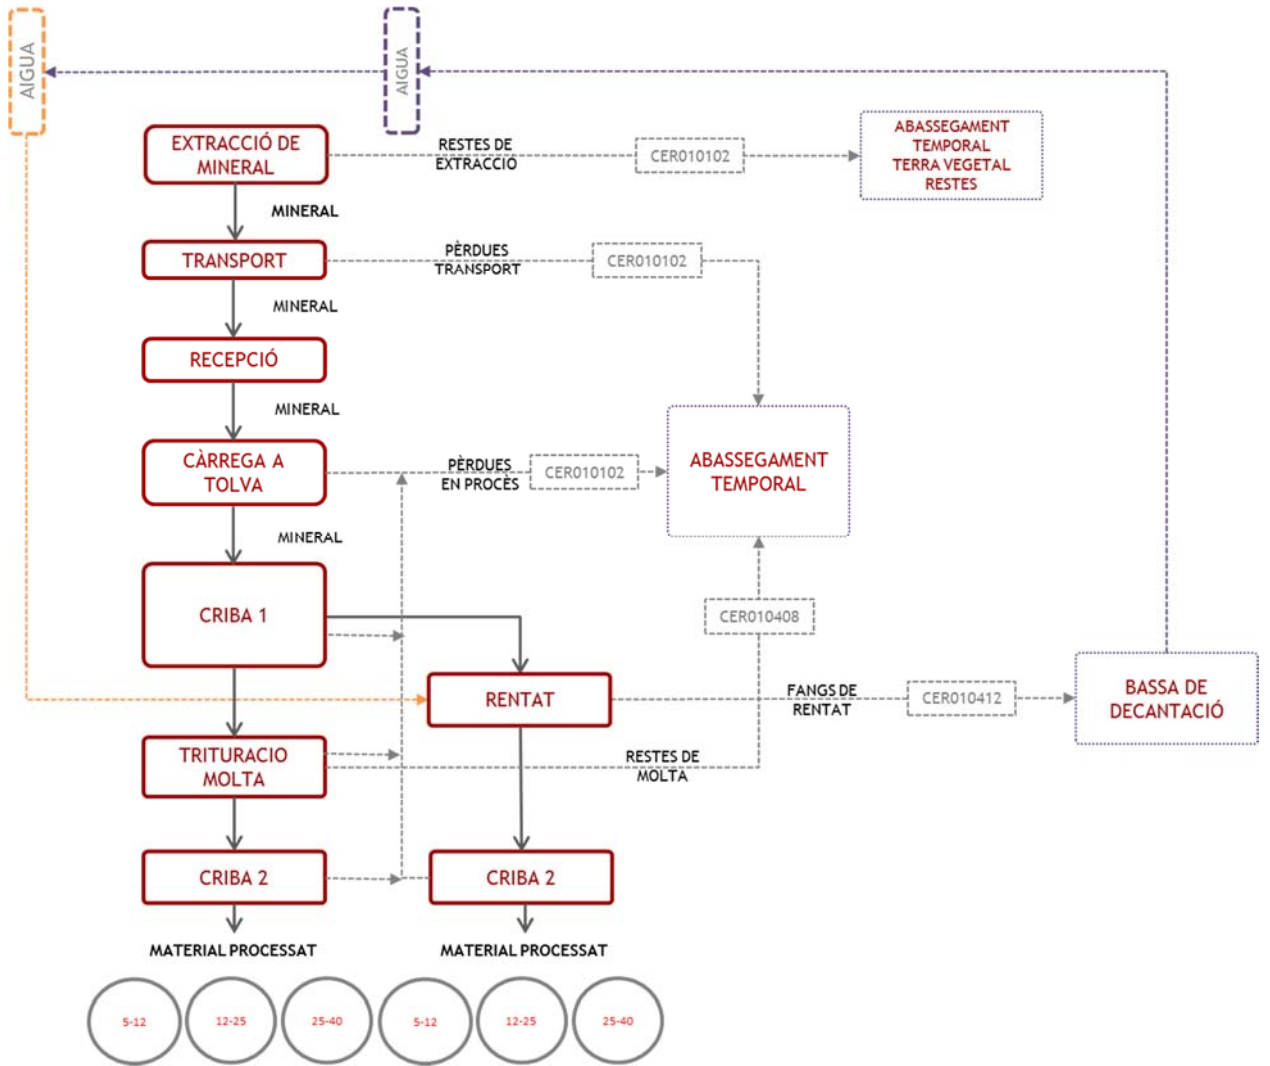 AIGUA
AIGUA
EXTRACCIÓ DE
MINERAL
RESTES DE
EXTRACCIO
CER010102
ABASSEGAMENT
TEMPORAL
TERRA VEGETAL
RESTES
MINERAL
TRANSPORT
PÈRDUES
TRANSPORT
CER010102
MINERAL
RECEPCIÓ
MINERAL
CÀRREGA A
TOLVA
PÈRDUES
EN PROCÈS
CER010102
ABASSEGAMENT
TEMPORAL
MINERAL
CRIBA 1
CER010408
RENTAT
FANGS DE
RENTAT
CER010412
BASSA DE
DECANTACIÓ
TRITURACIO
MOLTA
RESTES DE
MOLTA
CRIBA 2
CRIBA 2
MATERIAL PROCESSAT
MATERIAL PROCESSAT
5-12
12-25
25-40
5-12
12-25
25-40